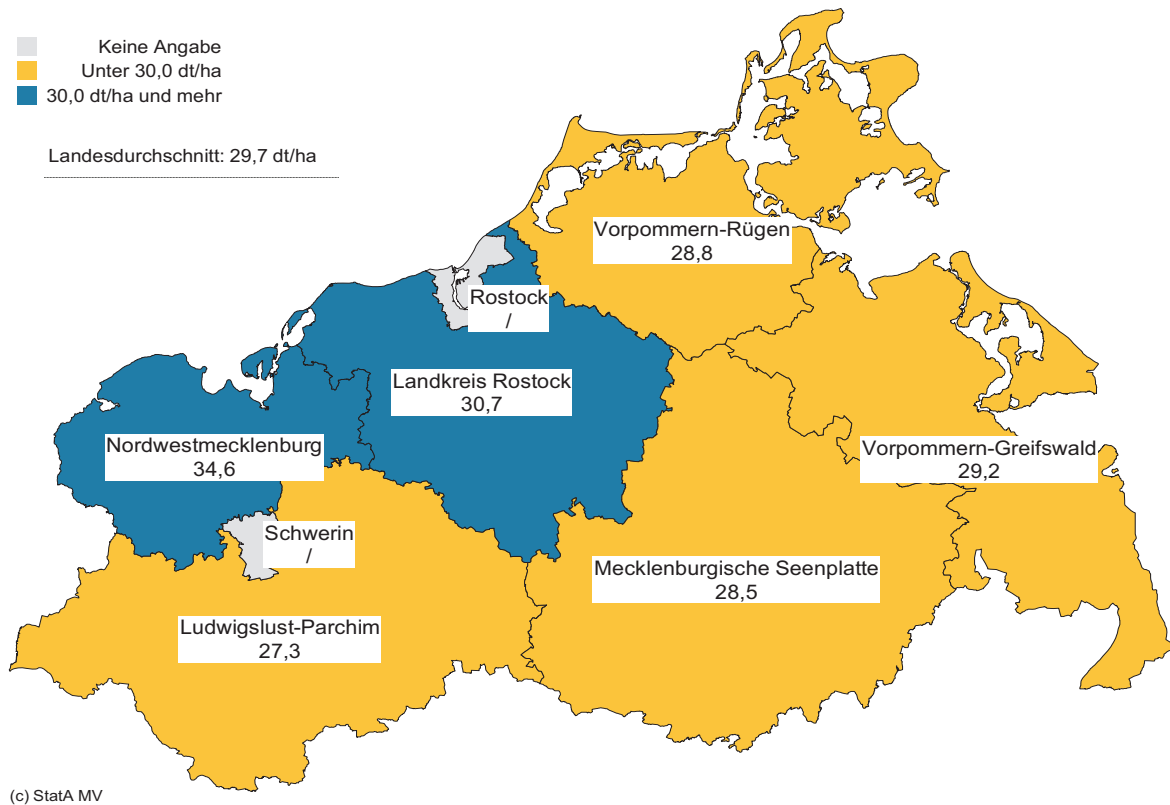 Keine Angabe
Unter 30,0 dt/ha
30,0 dt/ha und mehr
Landesdurchschnitt: 29,7 dt/ha
Vorpommern-Rügen
28,8
Rostock
/
Landkreis Rostock
30,7
Nordwestmecklenburg
34,6
Vorpommern-Greifswald
29,2
Schwerin
/
Mecklenburgische Seenplatte
28,5
Ludwigslust-Parchim
27,3
(c) StatA MV